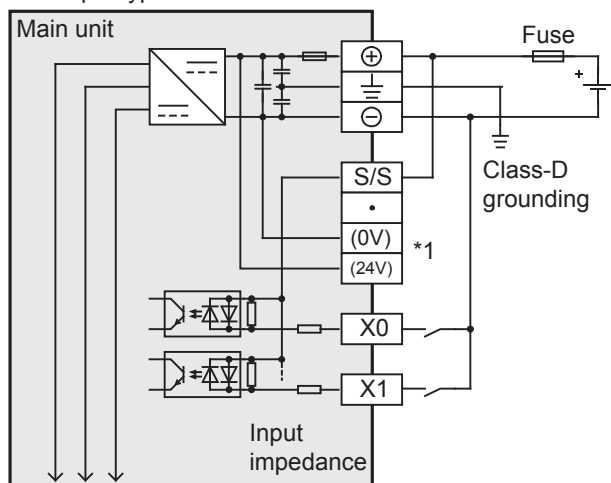 Main unit
Fuse
+
Class-D
grounding
S/S
•
(0V)
*1
(24V)
X0
X1
Input
impedance